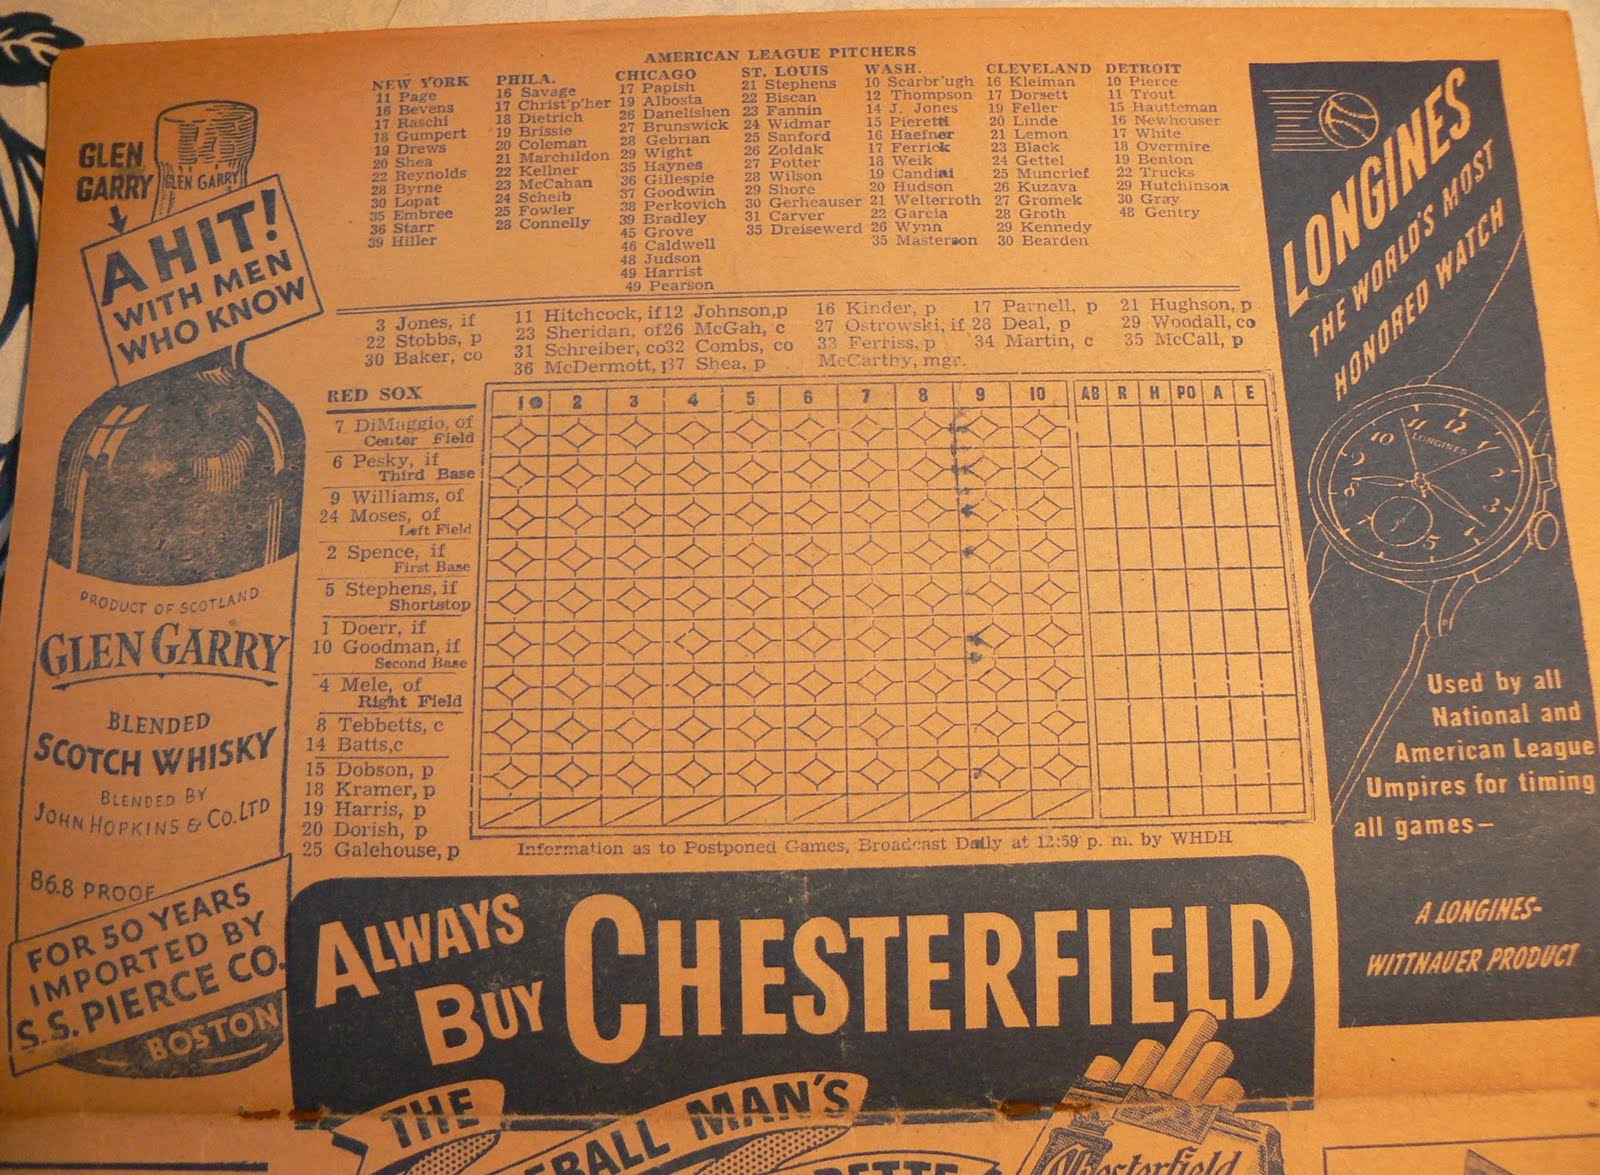 AMERICAN LEAGUE PITCHERS
NEW YORK
11 Page
16 Bevens
17 Raschi
18 Gumpert
19 Drews
20 Shea
22 Reynolds
28 Byrne
30 Lopat
35 Embree
36 Starr
39 Hiller
PHILA.
16 Savage
17 Christ'p'her
18 Dietrich
19 Brissie
20 Coleman
21 Marchildon
22 Kellner
23 McCahan
24 Scheib
25 Fowler
28 Connelly
CHICAGO
17 Papish
19 Albosta
26 Danelishen
27 Brunswick
28 Gebrian
29 Wight
35 Haynes
36 Gillespie
37 Goodwin
38 Perkovich
39 Bradley
45 Grove
46 Caldwell
48 Judson
49 Harrist
49 Pearson
ST. LOUIS
21 Stephens
22 Biscan
23 Fannin
24 Widmar
25 Sanford
26 Zoldak
27 Potter
28 Wilson
29 Shore
30 Gerheauser
31 Carver
35 Dreisewerd
WASH.
10 Scarbr'ugh
12 Thompson
14 J. Jones
15 Pieretti
16 Haefner
17 Ferrick
18 Weik
19 Candini
20 Hudson
21 Welterroth
22 Garcia
26 Wynn
35 Masterson
CLEVELAND
16 Kleiman
17 Dorsett
19 Feller
20 Linde
21 Lemon
23 Black
24 Gettel
25 Muncrief
26 Kuzava
27 Gromek
28 Groth
29 Kennedy
30 Bearden
DETROIT
10 Pierce
11 Trout
15 Hautteman
16 Newhouser
17 White
18 Overmire
19 Benton
22 Trucks
29 Hutchinson
30 Gray
48 Gentry
3 Jones, if
22 Stobbs, p
30 Baker, co
11 Hitchcock, if
23 Sheridan, of
31 Schreiber, co
36 McDermott, p
12 Johnson, p
26 McGah, c
32 Combs, co
37 Shea, p
16 Kinder, p
27 Ostrowski, if
33 Ferriss, p
McCarthy, mgr.
17 Parnell, p
28 Deal, p
34 Martin, c
21 Hughson, p
29 Woodall, co
35 McCall, p
RED SOX
1 2 3 4 5 6 7 8 9 10 AB R H PO A E
7 DiMaggio, of
Center Field
6 Pesky, if
Third Base
9 Williams, of
24 Moses, of
Left Field
2 Spence, if
First Base
5 Stephens, if
Shortstop
1 Doerr, if
10 Goodman, if
Second Base
4 Mele, of
Right Field
8 Tebbetts, c
14 Batts, c
15 Dobson, p
18 Kramer, p
19 Harris, p
20 Dorish, p
25 Galehouse, p
Information as to Postponed Games, Broadcast Daily at 12:59 p. m. by WHDH
GLEN
GARRY
GLEN GARRY
A HIT!
WITH MEN
WHO KNOW
PRODUCT OF SCOTLAND
GLEN GARRY
BLENDED
SCOTCH WHISKY
BLENDED BY
JOHN HOPKINS & CO. LTD
86.8 PROOF
FOR 50 YEARS
IMPORTED BY
S.S. PIERCE CO.
BOSTON
LONGINES
THE WORLD'S MOST
HONORED WATCH
LONGINES
Used by all
National and
American League
Umpires for timing
all games—
A LONGINES-
WITTNAUER PRODUCT
ALWAYS
BUY CHESTERFIELD
THE
BALL MAN'S
Chesterfield